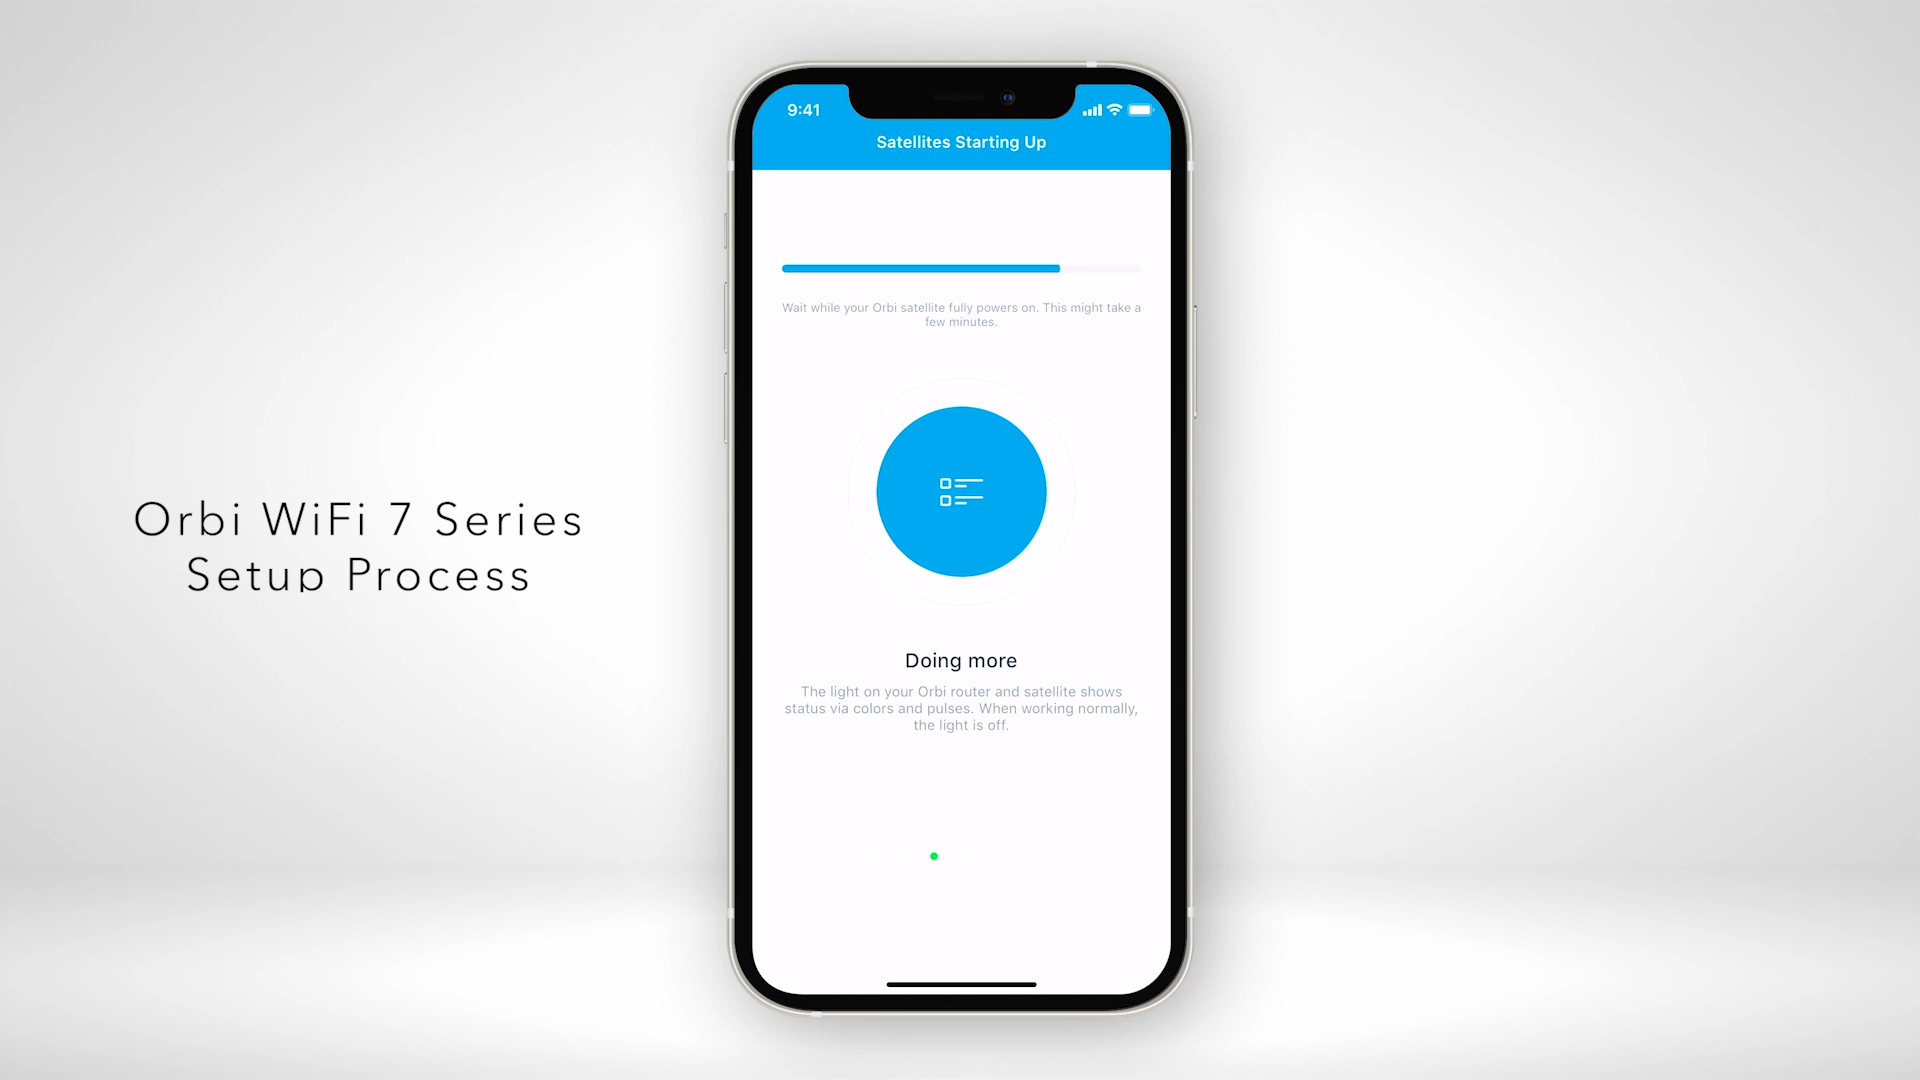 9:41
Satellites Starting Up
Wait while your Orbi satellite fully powers on. This might take a
few minutes.
Orbi WiFi 7 Series
Setup Process
Doing more
The light on your Orbi router and satellite shows
status via colors and pulses. When working normally,
the light is off.